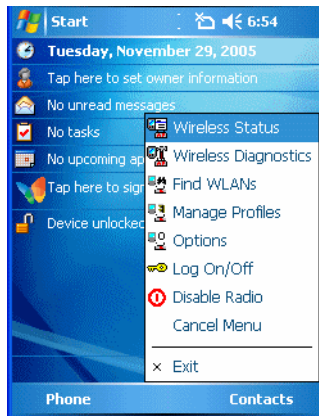 Start 6:54
Tuesday, November 29, 2005
Tap here to set owner information
No unread messages
No tasks
No upcoming ap
Tap here to sigr
Device unlocked
Wireless Status
Wireless Diagnostics
Find WLANs
Manage Profiles
Options
Log On/Off
Disable Radio
Cancel Menu
Exit
Phone Contacts